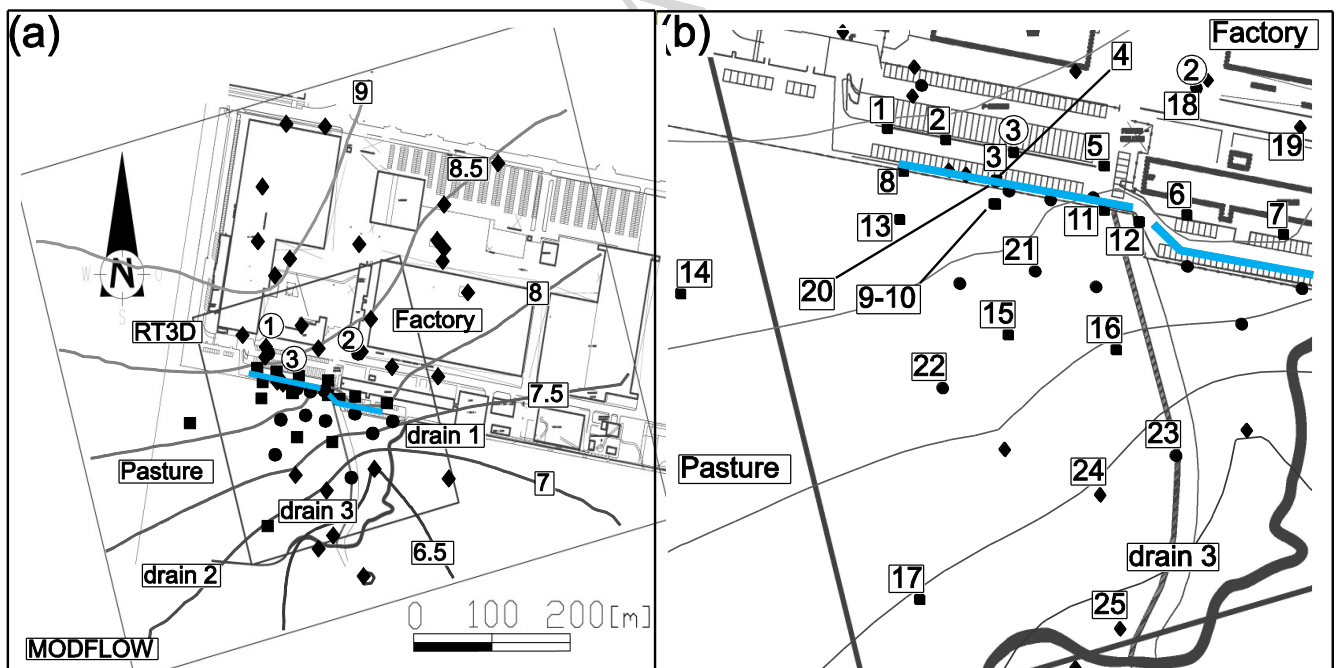 (a)
9
8.5
8
N
W
O
S
RT3D
1
2
3
Factory
7.5
drain 1
Pasture
7
drain 3
6.5
drain 2
0 100 200[m]
MODFLOW
(b)
Factory
4
2
18
1
2
3
3
5
19
8
6
13
11
12
7
21
14
20
9-10
15
16
22
23
Pasture
24
drain 3
17
25